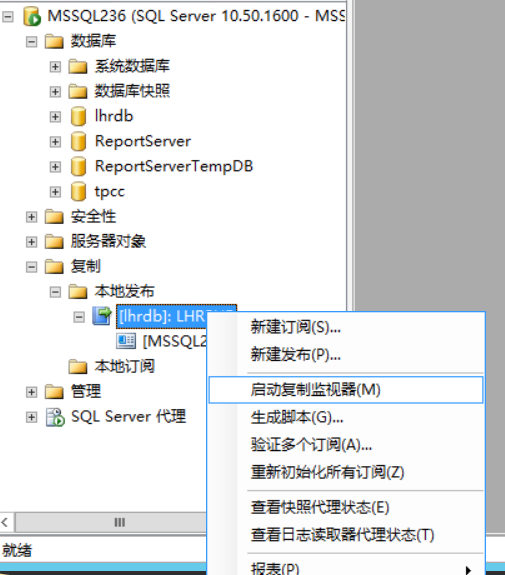 MSSQL236 (SQL Server 10.50.1600 - MSS
数据库
系统数据库
数据库快照
lhrdb
ReportServer
ReportServerTempDB
tpcc
安全性
服务器对象
复制
本地发布
[lhrdb]: LHR
[MSSQL2
本地订阅
管理
SQL Server 代理
就绪
新建订阅(S)...
新建发布(P)...
启动复制监视器(M)
生成脚本(G)...
验证多个订阅(A)...
重新初始化所有订阅(Z)
查看快照代理状态(E)
查看日志读取器代理状态(T)
报表(P)